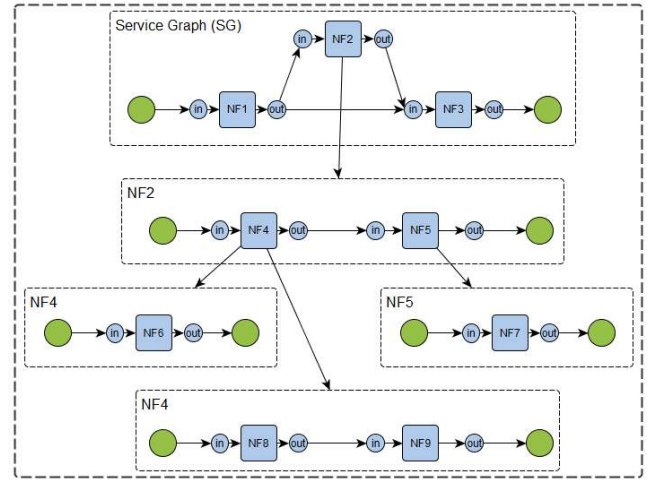 Service Graph (SG)
in NF2 out
in NF1 out in NF3 out
NF2
in NF4 out in NF5 out
NF4
in NF6 out
NF5
in NF7 out
NF4
in NF8 out in NF9 out